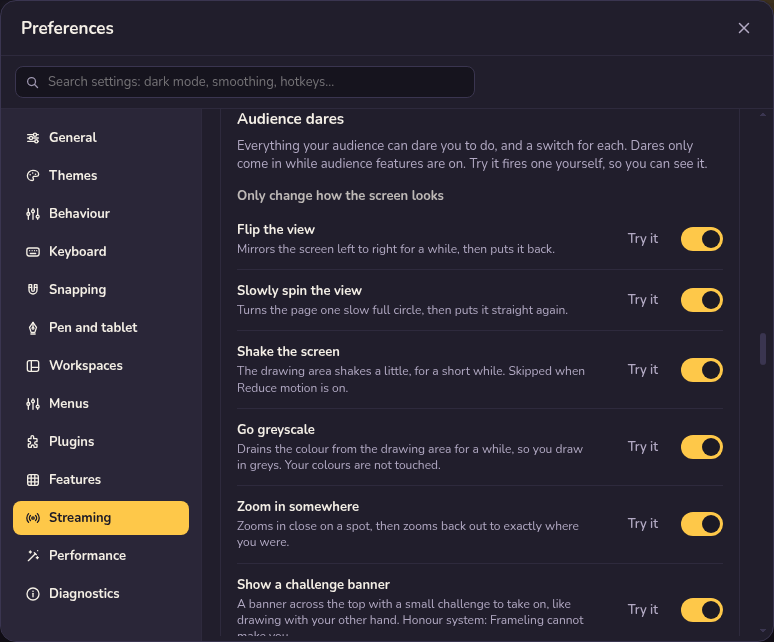 Preferences
Search settings: dark mode, smoothing, hotkeys...
General
Themes
Behaviour
Keyboard
Snapping
Pen and tablet
Workspaces
Menus
Plugins
Features
Streaming
Performance
Diagnostics
Audience dares
Everything your audience can dare you to do, and a switch for each. Dares only
come in while audience features are on. Try it fires one yourself, so you can see it.
Only change how the screen looks
Flip the view
Mirrors the screen left to right for a while, then puts it back.
Try it
Slowly spin the view
Turns the page one slow full circle, then puts it straight again.
Try it
Shake the screen
The drawing area shakes a little, for a short while. Skipped when
Reduce motion is on.
Try it
Go greyscale
Drains the colour from the drawing area for a while, so you draw
in greys. Your colours are not touched.
Try it
Zoom in somewhere
Zooms in close on a spot, then zooms back out to exactly where
you were.
Try it
Show a challenge banner
A banner across the top with a small challenge to take on, like
drawing with your other hand. Honour system: Frameling cannot
make you
Try it